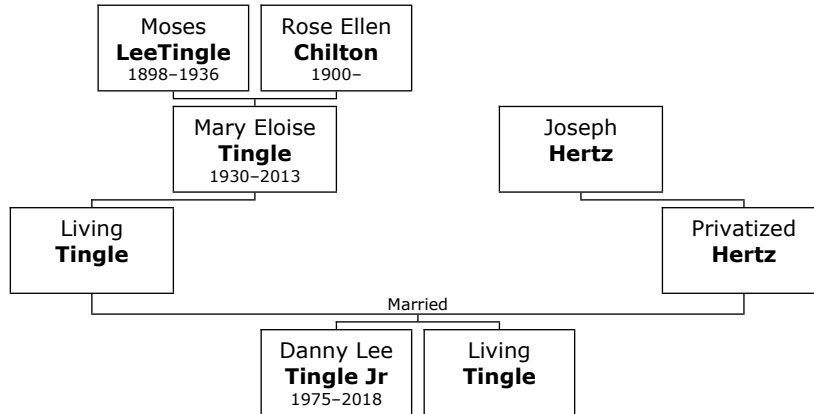 Moses
LeeTingle
1898–1936
Rose Ellen
Chilton
1900–
Mary Eloise
Tingle
1930–2013
Joseph
Hertz
Living
Tingle
Privatized
Hertz
Married
Danny Lee
Tingle Jr
1975–2018
Living
Tingle